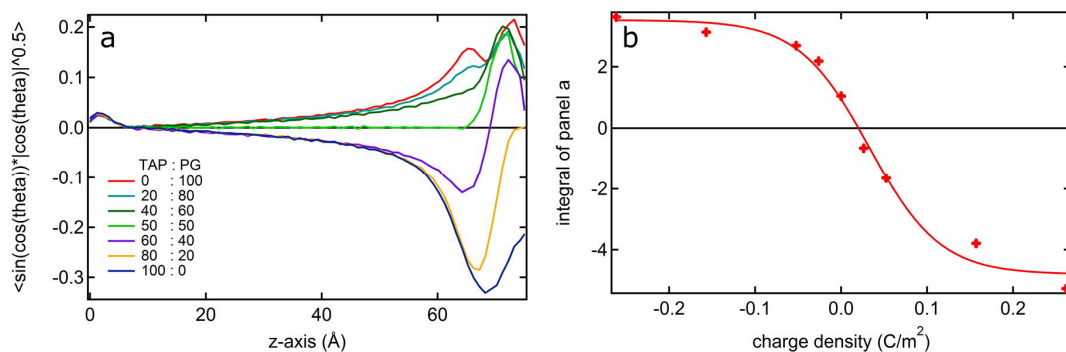 a
<sin(cos(theta))*|cos(theta)|^0.5>
0.2
0.1
0.0
-0.1
-0.2
-0.3
TAP : PG
0 : 100
20 : 80
40 : 60
50 : 50
60 : 40
80 : 20
100 : 0
0 20 40 60
z-axis (Å)
b
integral of panel a
2
0
-2
-4
-0.2 -0.1 0.0 0.1 0.2
charge density (C/m²)